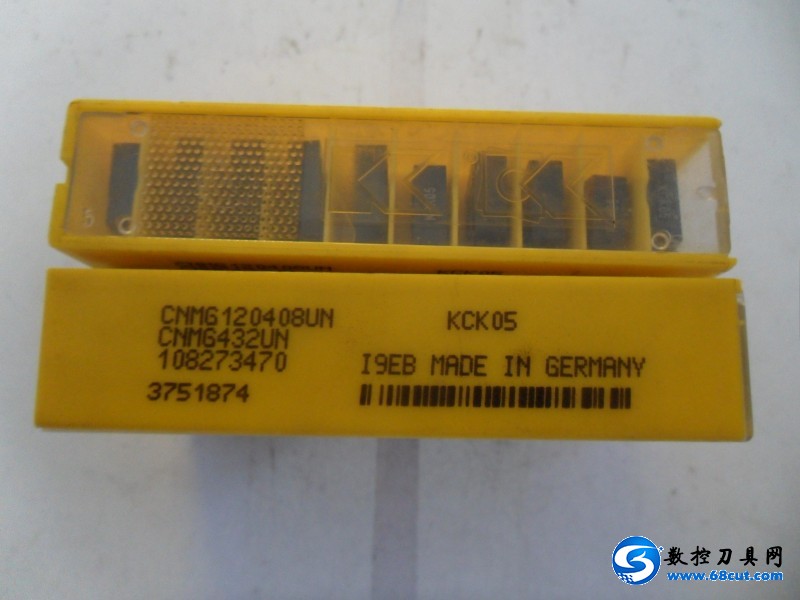 CNMG120408UN
KCK05
CNMG432UN
108273470
I9EB MADE IN GERMANY
3751874
数控刀具网
www.68cut.com